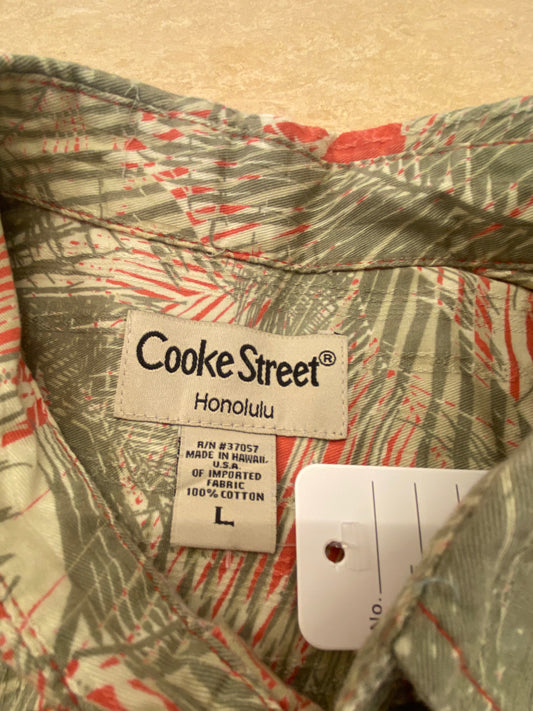 Cooke Street®
Honolulu
R/N #37057
MADE IN HAWAII,
U.S.A.
OF IMPORTED
FABRIC
100% COTTON
L
No.